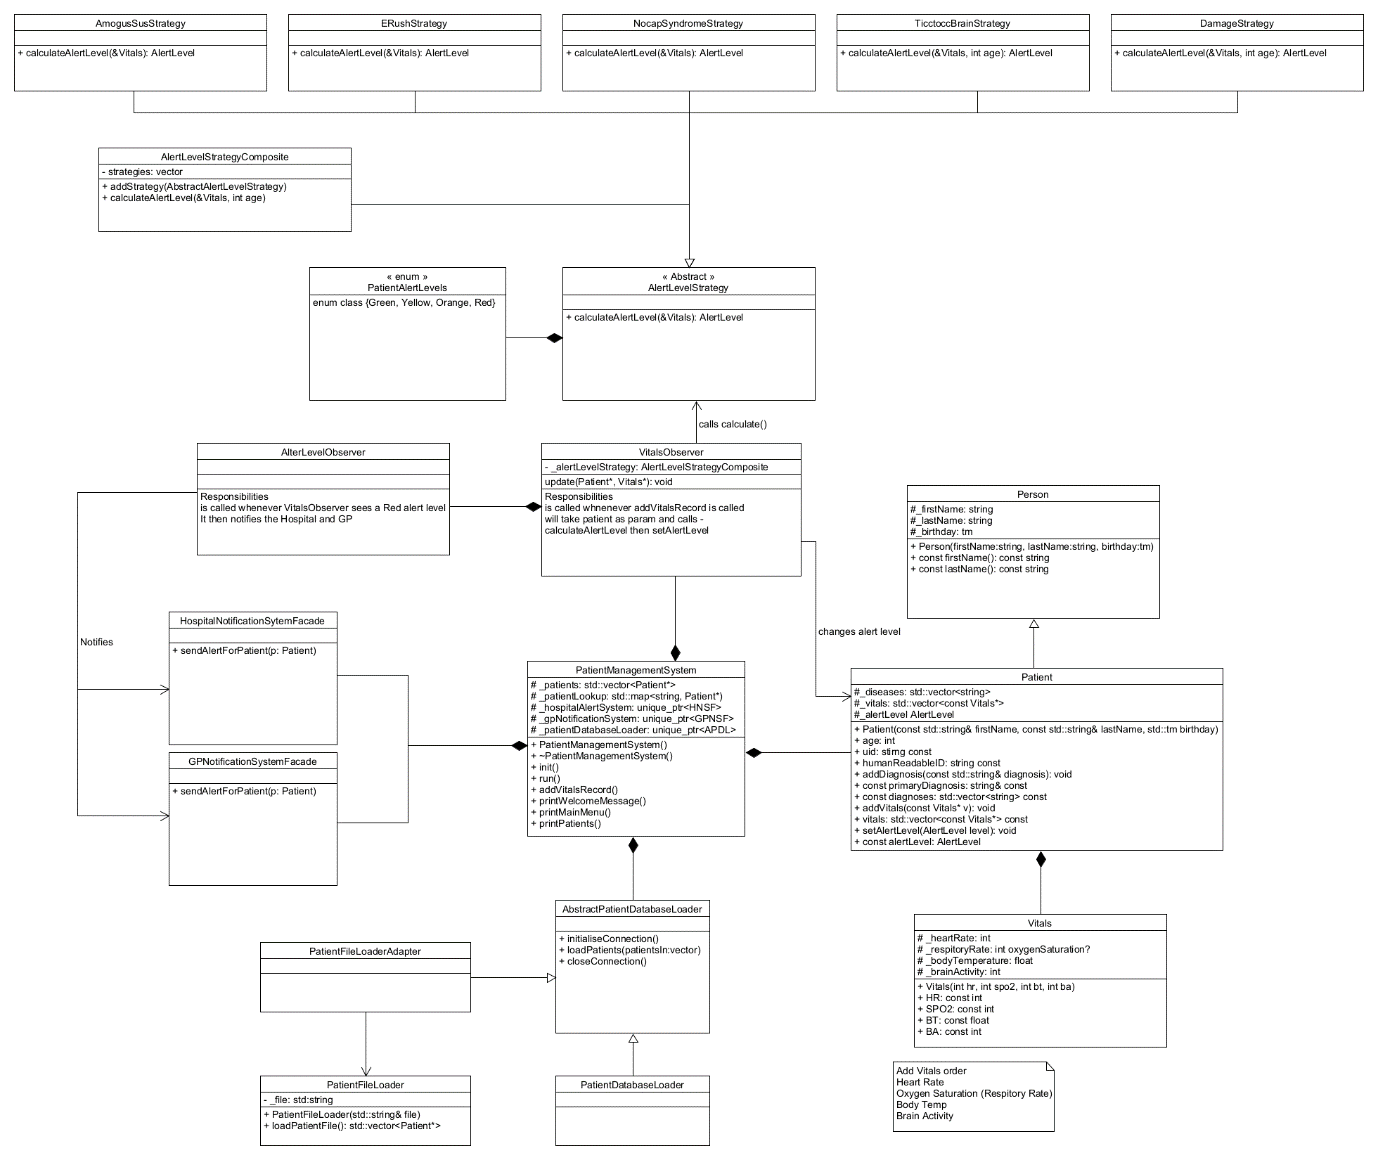 AmogusSusStrategy
+ calculateAlertLevel(&Vitals): AlertLevel
ERushStrategy
+ calculateAlertLevel(&Vitals): AlertLevel
NocapSyndromeStrategy
+ calculateAlertLevel(&Vitals): AlertLevel
TicctoccBrainStrategy
+ calculateAlertLevel(&Vitals, int age): AlertLevel
DamageStrategy
+ calculateAlertLevel(&Vitals, int age): AlertLevel
AlertLevelStrategyComposite
- strategies: vector
+ addStrategy(AbstractAlertLevelStrategy)
+ calculateAlertLevel(&Vitals, int age)
« enum »
PatientAlertLevels
enum class {Green, Yellow, Orange, Red}
« Abstract »
AlertLevelStrategy
+ calculateAlertLevel(&Vitals): AlertLevel
calls calculate()
AlterLevelObserver
Responsibilities
is called whenever VitalsObserver sees a Red alert level
It then notifies the Hospital and GP
VitalsObserver
- _alertLevelStrategy: AlertLevelStrategyComposite
update(Patient*, Vitals*): void
Responsibilities
is called whnenever addVitalsRecord is called
will take patient as param and calls -
calculateAlertLevel then setAlertLevel
Person
#_firstName: string
#_lastName: string
#_birthday: tm
+ Person(firstName:string, lastName:string, birthday:tm)
+ const firstName(): const string
+ const lastName(): const string
Notifies
changes alert level
HospitalNotificationSytemFacade
+ sendAlertForPatient(p: Patient)
GPNotificationSystemFacade
+ sendAlertForPatient(p: Patient)
PatientManagementSystem
# _patients: std::vector<Patient*>
# _patientLookup: std::map<string, Patient*)
# _hospitalAlertSystem: unique_ptr<HNSF>
# _gpNotificationSystem: unique_ptr<GPNSF>
# _patientDatabaseLoader: unique_ptr<APDL>
+ PatientManagementSystem()
+ ~PatientManagementSystem()
+ init()
+ run()
+ addVitalsRecord()
+ printWelcomeMessage()
+ printMainMenu()
+ printPatients()
Patient
#_diseases: std::vector<string>
#_vitals: std::vector<const Vitals*>
#_alertLevel AlertLevel
+ Patient(const std::string& firstName, const std::string& lastName, std::tm birthday)
+ age: int
+ uid: stirng const
+ humanReadableID: string const
+ addDiagnosis(const std::string& diagnosis): void
+ const primaryDiagnosis: string& const
+ const diagnoses: std::vector<string> const
+ addVitals(const Vitals* v): void
+ vitals: std::vector<const Vitals*> const
+ setAlertLevel(AlertLevel level): void
+ const alertLevel: AlertLevel
AbstractPatientDatabaseLoader
+ initialiseConnection()
+ loadPatients(patientsIn:vector)
+ closeConnection()
PatientFileLoaderAdapter
Vitals
# _heartRate: int
# _respitoryRate: int oxygenSaturation?
# _bodyTemperature: float
# _brainActivity: int
+ Vitals(int hr, int spo2, int bt, int ba)
+ HR: const int
+ SPO2: const int
+ BT: const float
+ BA: const int
PatientFileLoader
- _file: std:string
+ PatientFileLoader(std::string& file)
+ loadPatientFile(): std::vector<Patient*>
PatientDatabaseLoader
Add Vitals order
Heart Rate
Oxygen Saturation (Respitory Rate)
Body Temp
Brain Activity